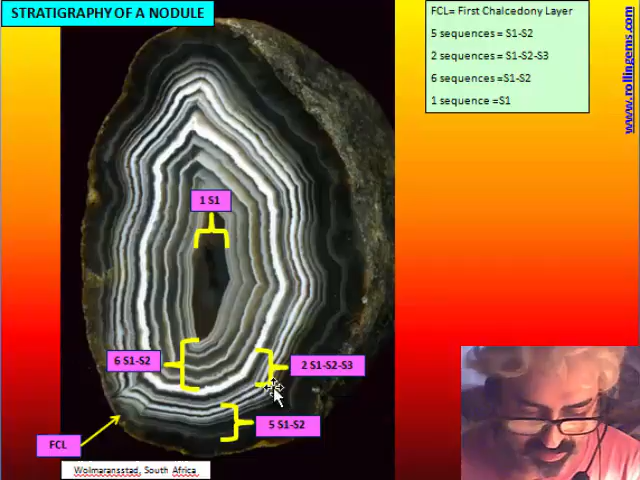 STRATIGRAPHY OF A NODULE
FCL= First Chalcedony Layer
5 sequences = S1-S2
2 sequences = S1-S2-S3
6 sequences =S1-S2
1 sequence =S1
www.rollingems.com
1 S1
6 S1-S2
2 S1-S2-S3
5 S1-S2
FCL
Wolmaransstad, South Africa